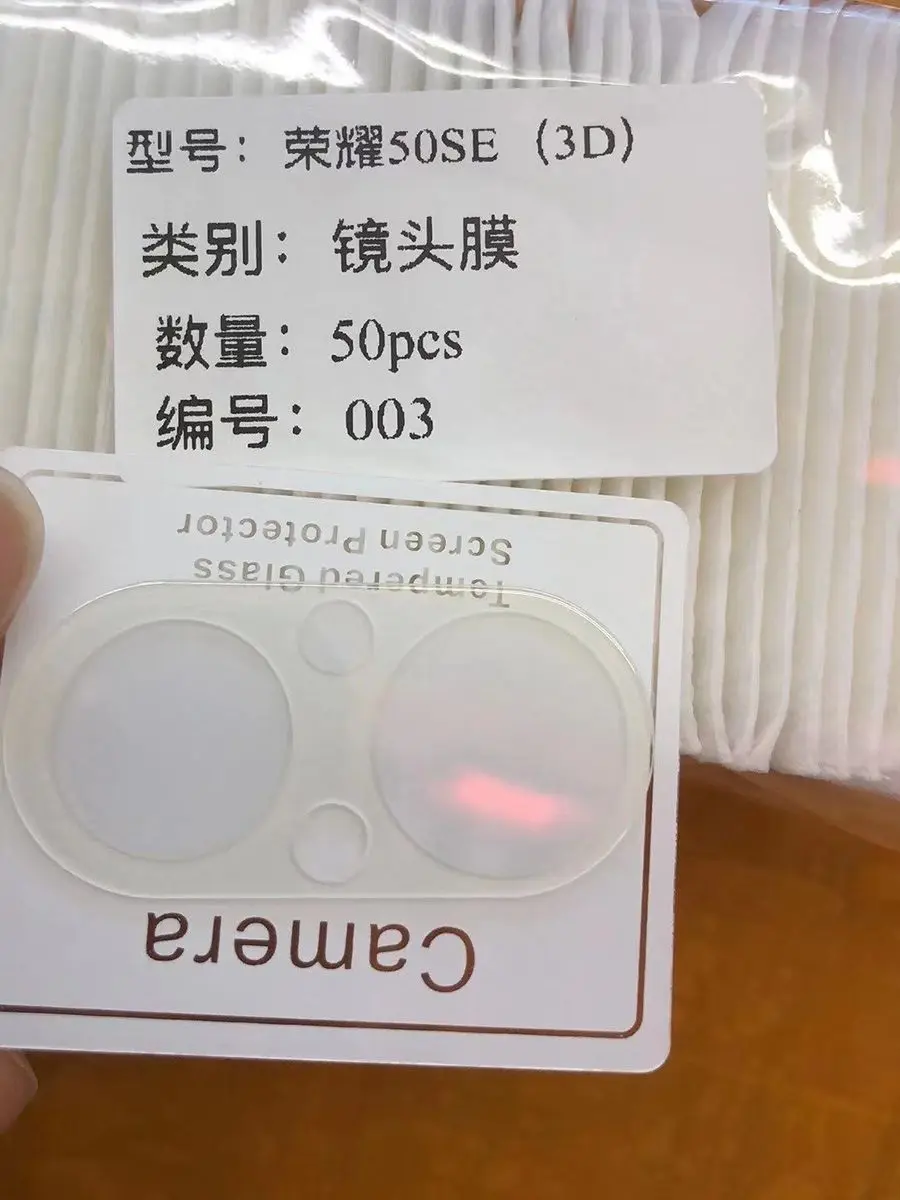 型号：荣耀50SE（3D）
类别：镜头膜
数量：50pcs
编号：003
Camera
Tempered Glass
Screen Protector